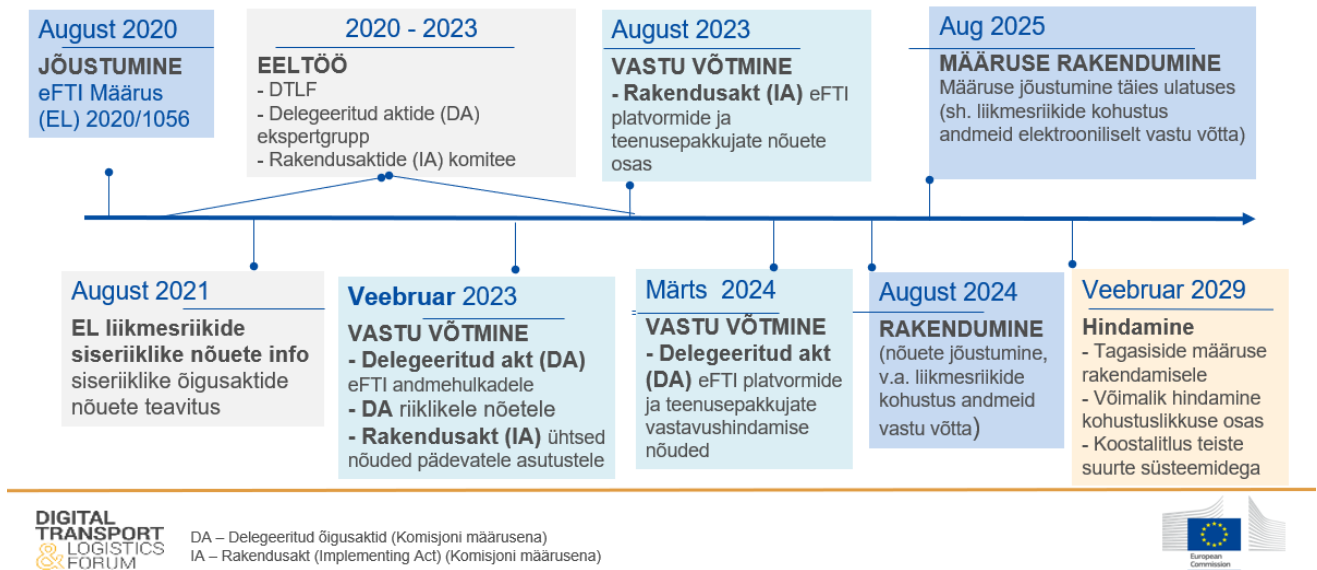 August 2020
JÕUSTUMINE
eFTI Määrus
(EL) 2020/1056
2020 - 2023
EELTÖÖ
- DTLF
- Delegeeritud aktide (DA)
ekspertgrupp
- Rakendusaktide (IA) komitee
August 2023
VASTU VÕTMINE
- Rakendusakt (IA) eFTI
platvormide ja
teenusepakkujate nõuete
osas
Aug 2025
MÄÄRUSE RAKENDUMINE
Määruse jõustumine täies ulatuses
(sh. liikmesriikide kohustus
andmeid elektrooniliselt vastu võtta)
August 2021
EL liikmesriikide
siseriiklike nõuete info
siseriiklike õigusaktide
nõuete teavitus
Veebruar 2023
VASTU VÕTMINE
- Delegeeritud akt (DA)
eFTI andmehulkadele
- DA riiklikele nõetele
- Rakendusakt (IA) ühtsed
nõuded pädevatele asutustele
Märts 2024
VASTU VÕTMINE
- Delegeeritud akt
(DA) eFTI platvormide
ja teenusepakkujate
vastavushindamise
nõuded
August 2024
RAKENDUMINE
(nõuete jõustumine,
v.a. liikmesriikide
kohustus andmeid
vastu võtta)
Veebruar 2029
Hindamine
- Tagasiside määruse
rakendamisele
- Võimalik hindamine
kohustuslikkuse osas
- Koostalitlus teiste
suurte süsteemidega
DIGITAL
TRANSPORT
& LOGISTICS
FORUM
DA – Delegeeritud õigusaktid (Komisjoni määrusena)
IA – Rakendusakt (Implementing Act) (Komisjoni määrusena)
European
Commission